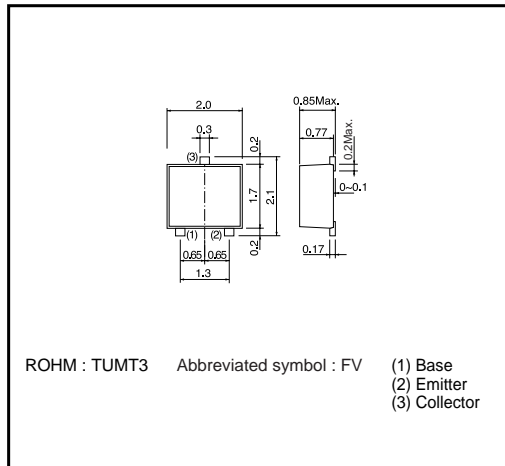 2.0
0.3
(3)
0.2
1.7
2.1
(1) (2)
0.2
0.65 0.65
1.3
0.85Max.
0.77
0.2Max.
0~0.1
0.17
ROHM : TUMT3 Abbreviated symbol : FV (1) Base
(2) Emitter
(3) Collector